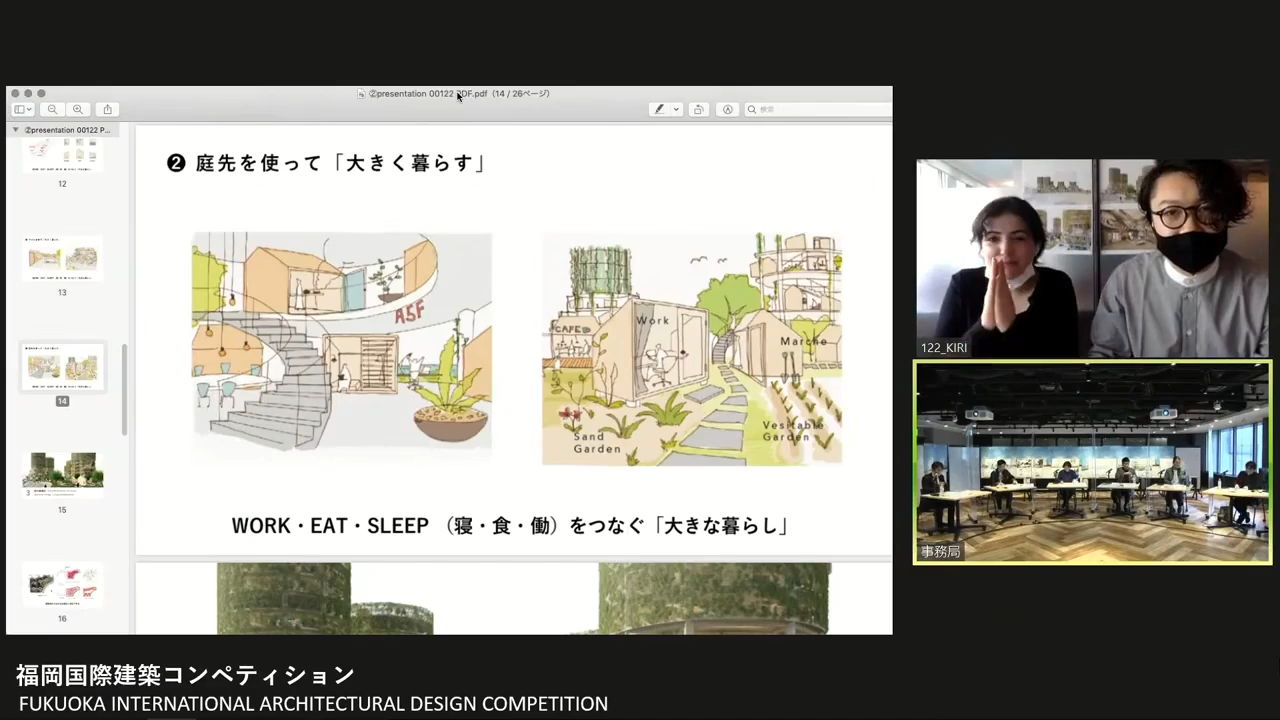 ②presentation 00122 PDF.pdf（14 / 26ページ）
検索
②presentation 00122 P...
12
13
14
15
16
❷ 庭先を使って「大きく暮らす」
A5F
CAFE
Work
Marche
Sand
Garden
Vesitable
Garden
WORK・EAT・SLEEP （寝・食・働）をつなぐ「大きな暮らし」
122_KIRI
事務局
福岡国際建築コンペティション
FUKUOKA INTERNATIONAL ARCHITECTURAL DESIGN COMPETITION